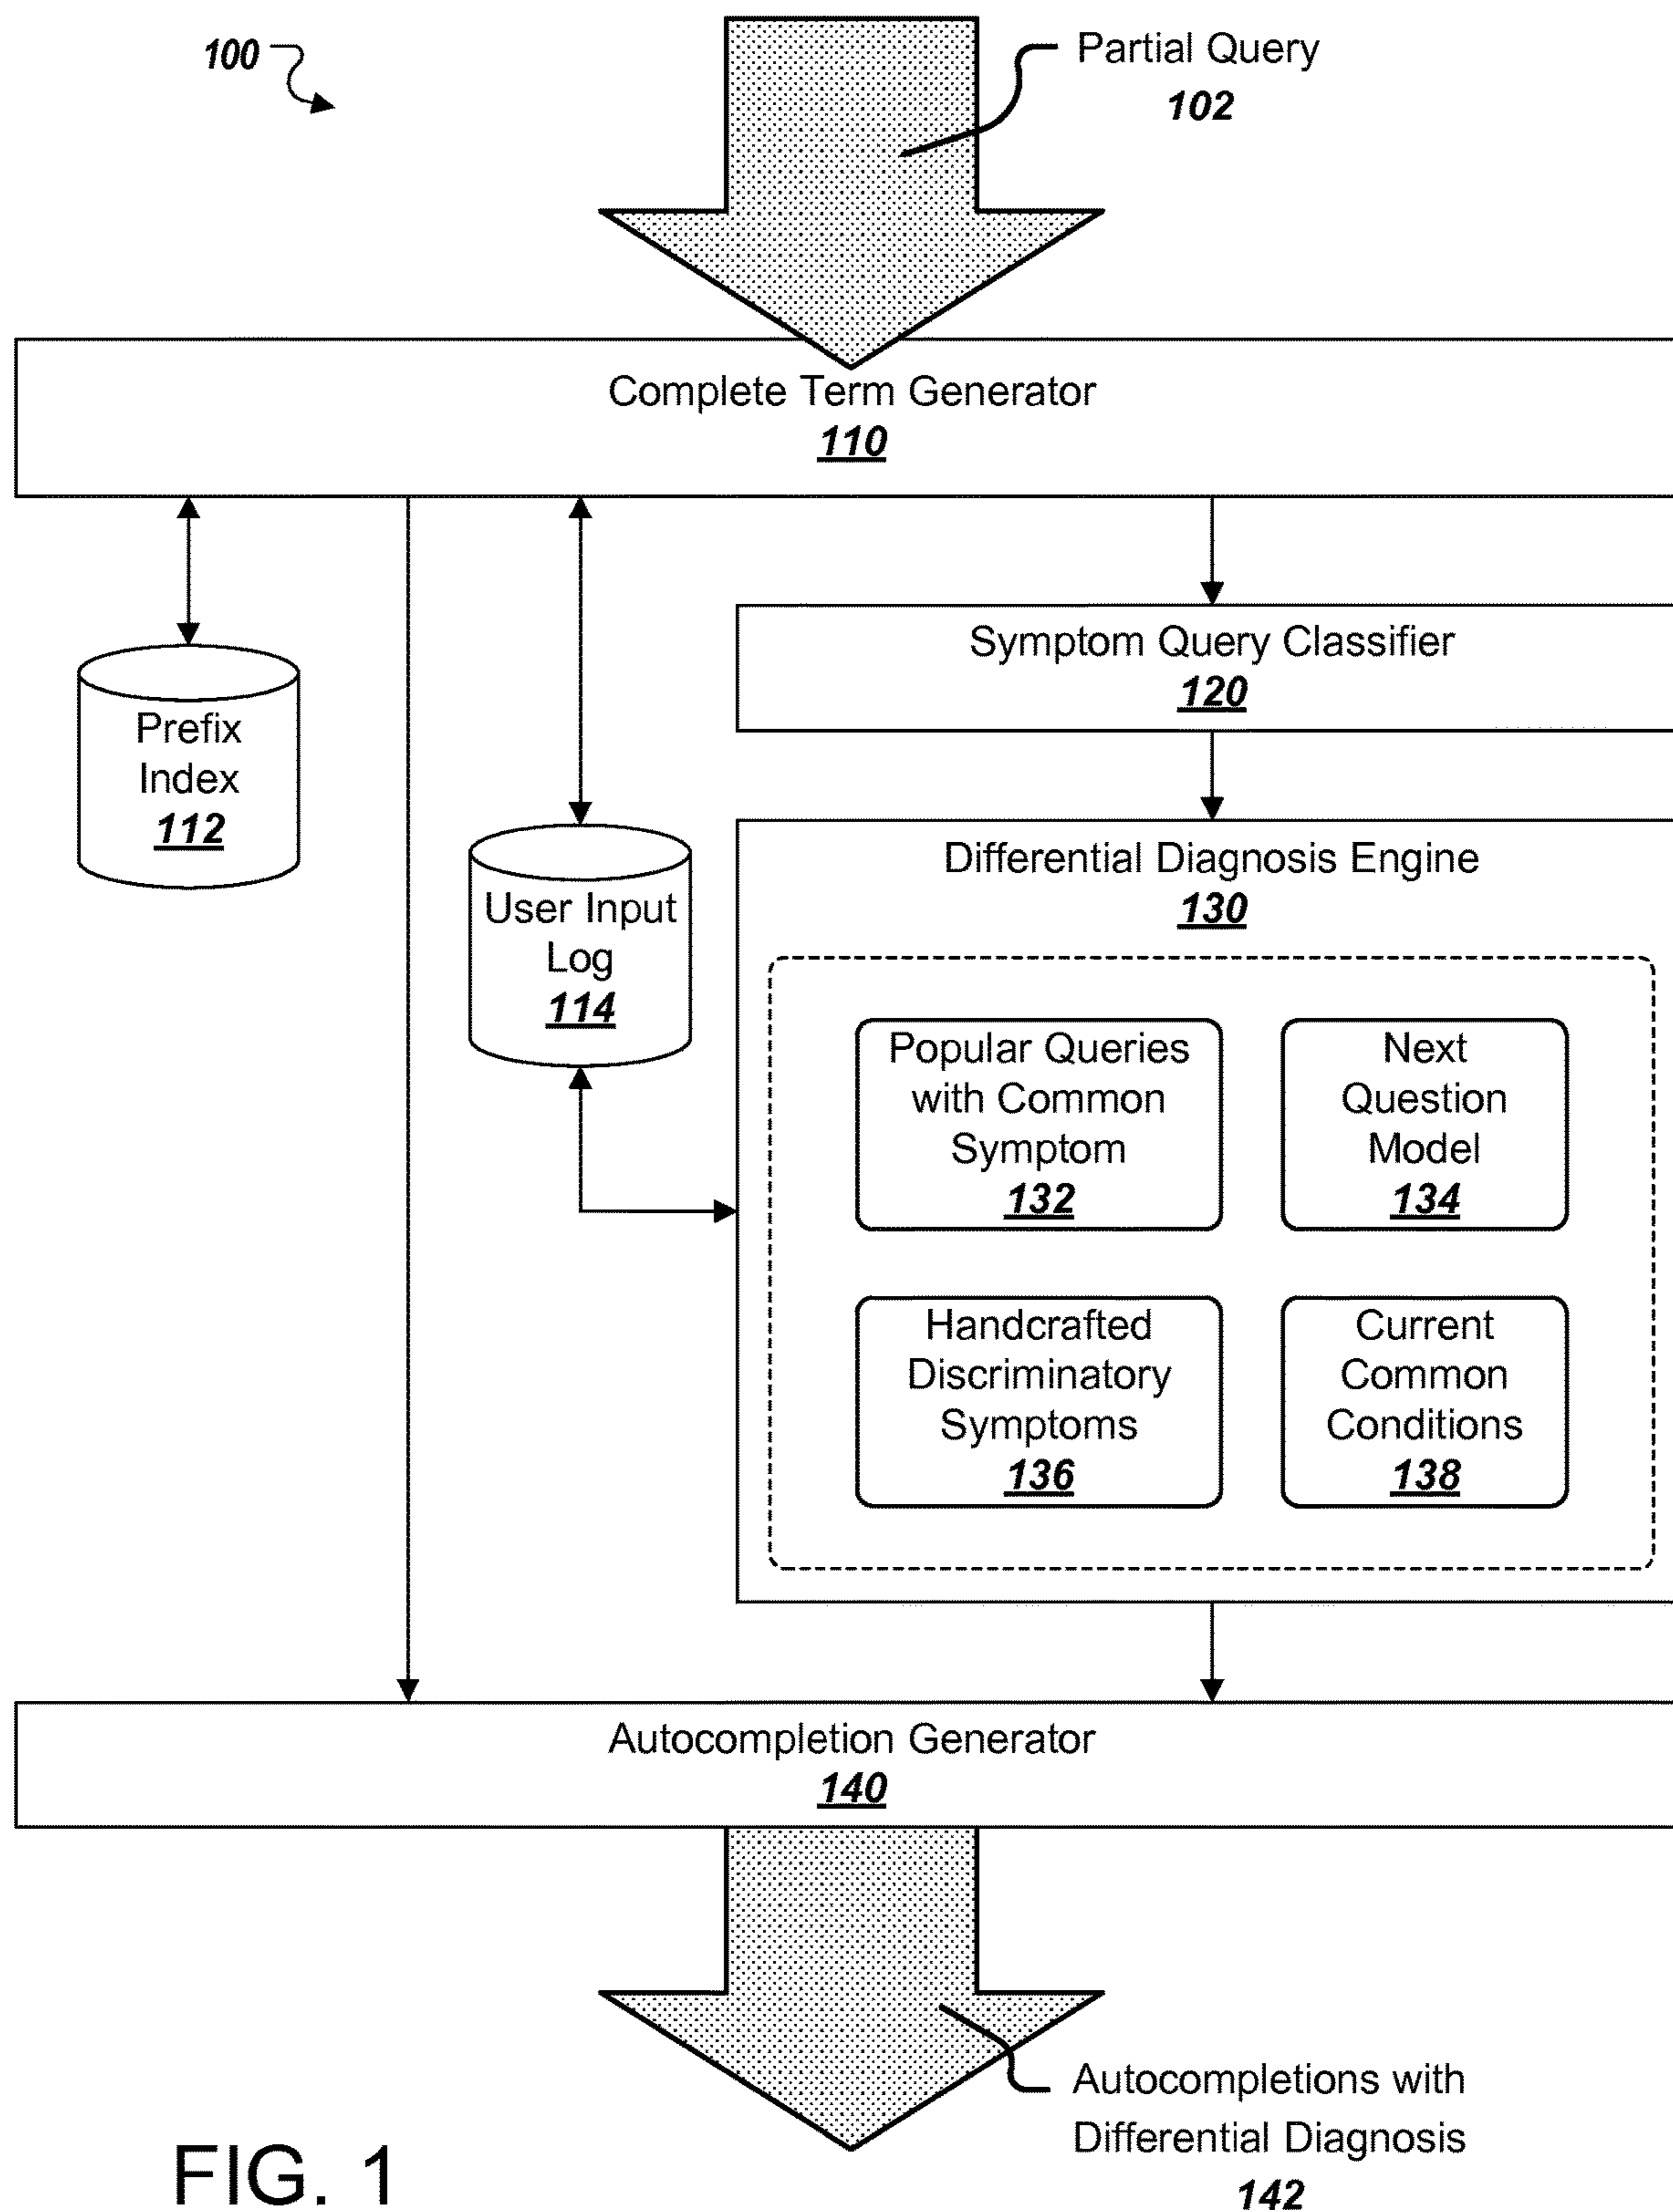 100
Partial Query
102
Complete Term Generator
110
Symptom Query Classifier
120
Prefix
Index
112
User Input
Log
114
Differential Diagnosis Engine
130
Popular Queries
with Common
Symptom
132
Next
Question
Model
134
Handcrafted
Discriminatory
Symptoms
136
Current
Common
Conditions
138
Autocompletion Generator
140
Autocompletions with
Differential Diagnosis
142
FIG. 1